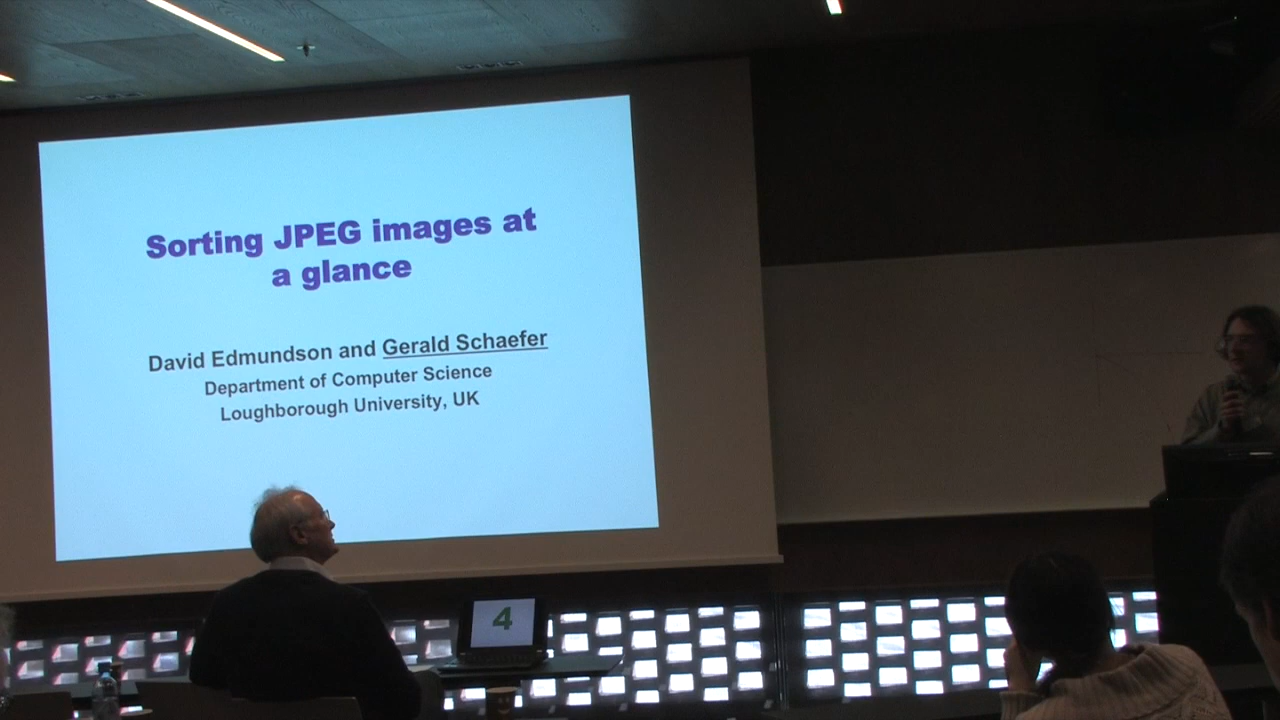 Sorting JPEG images at
a glance
David Edmundson and Gerald Schaefer
Department of Computer Science
Loughborough University, UK
4